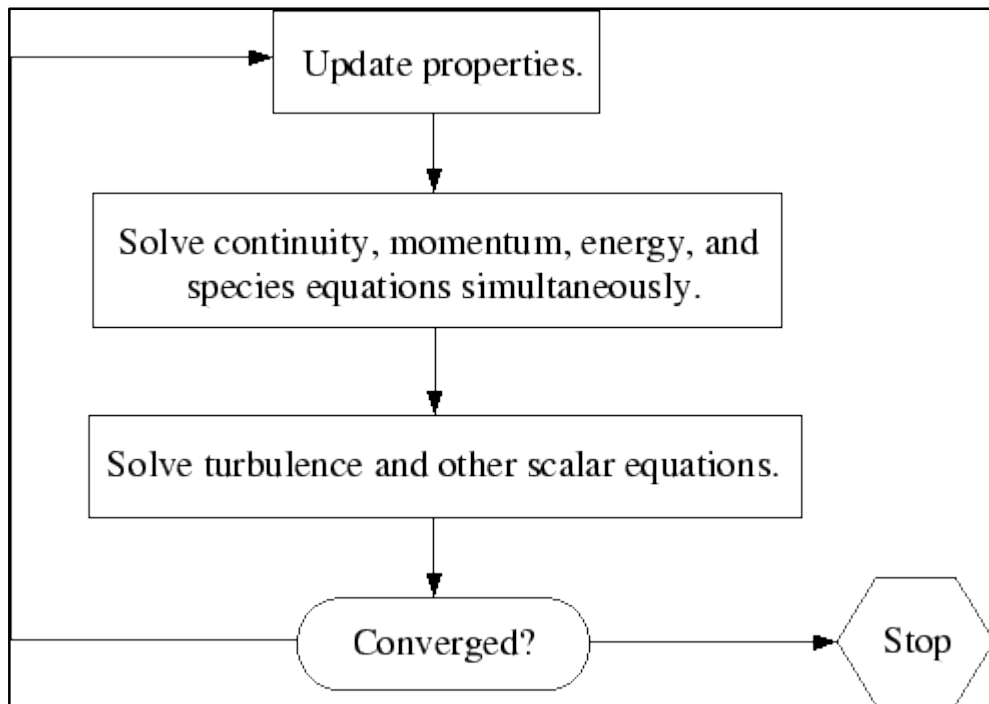 Update properties.
Solve continuity, momentum, energy, and
species equations simultaneously.
Solve turbulence and other scalar equations.
Converged?
Stop